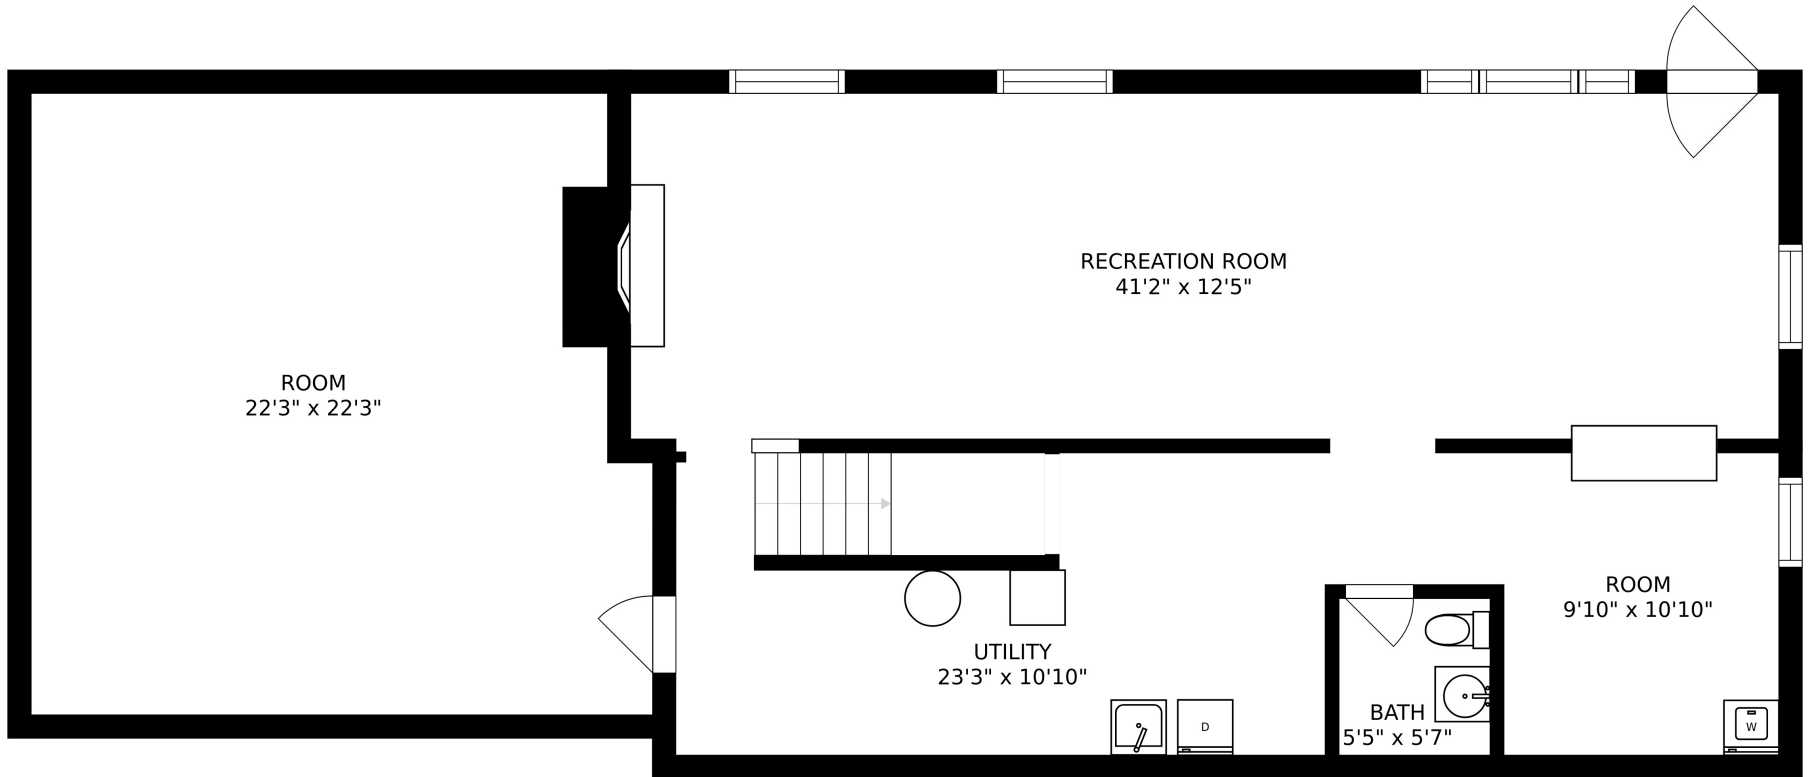 RECREATION ROOM
41'2" x 12'5"
ROOM
22'3" x 22'3"
ROOM
9'10" x 10'10"
UTILITY
23'3" x 10'10"
BATH
5'5" x 5'7"
D
W